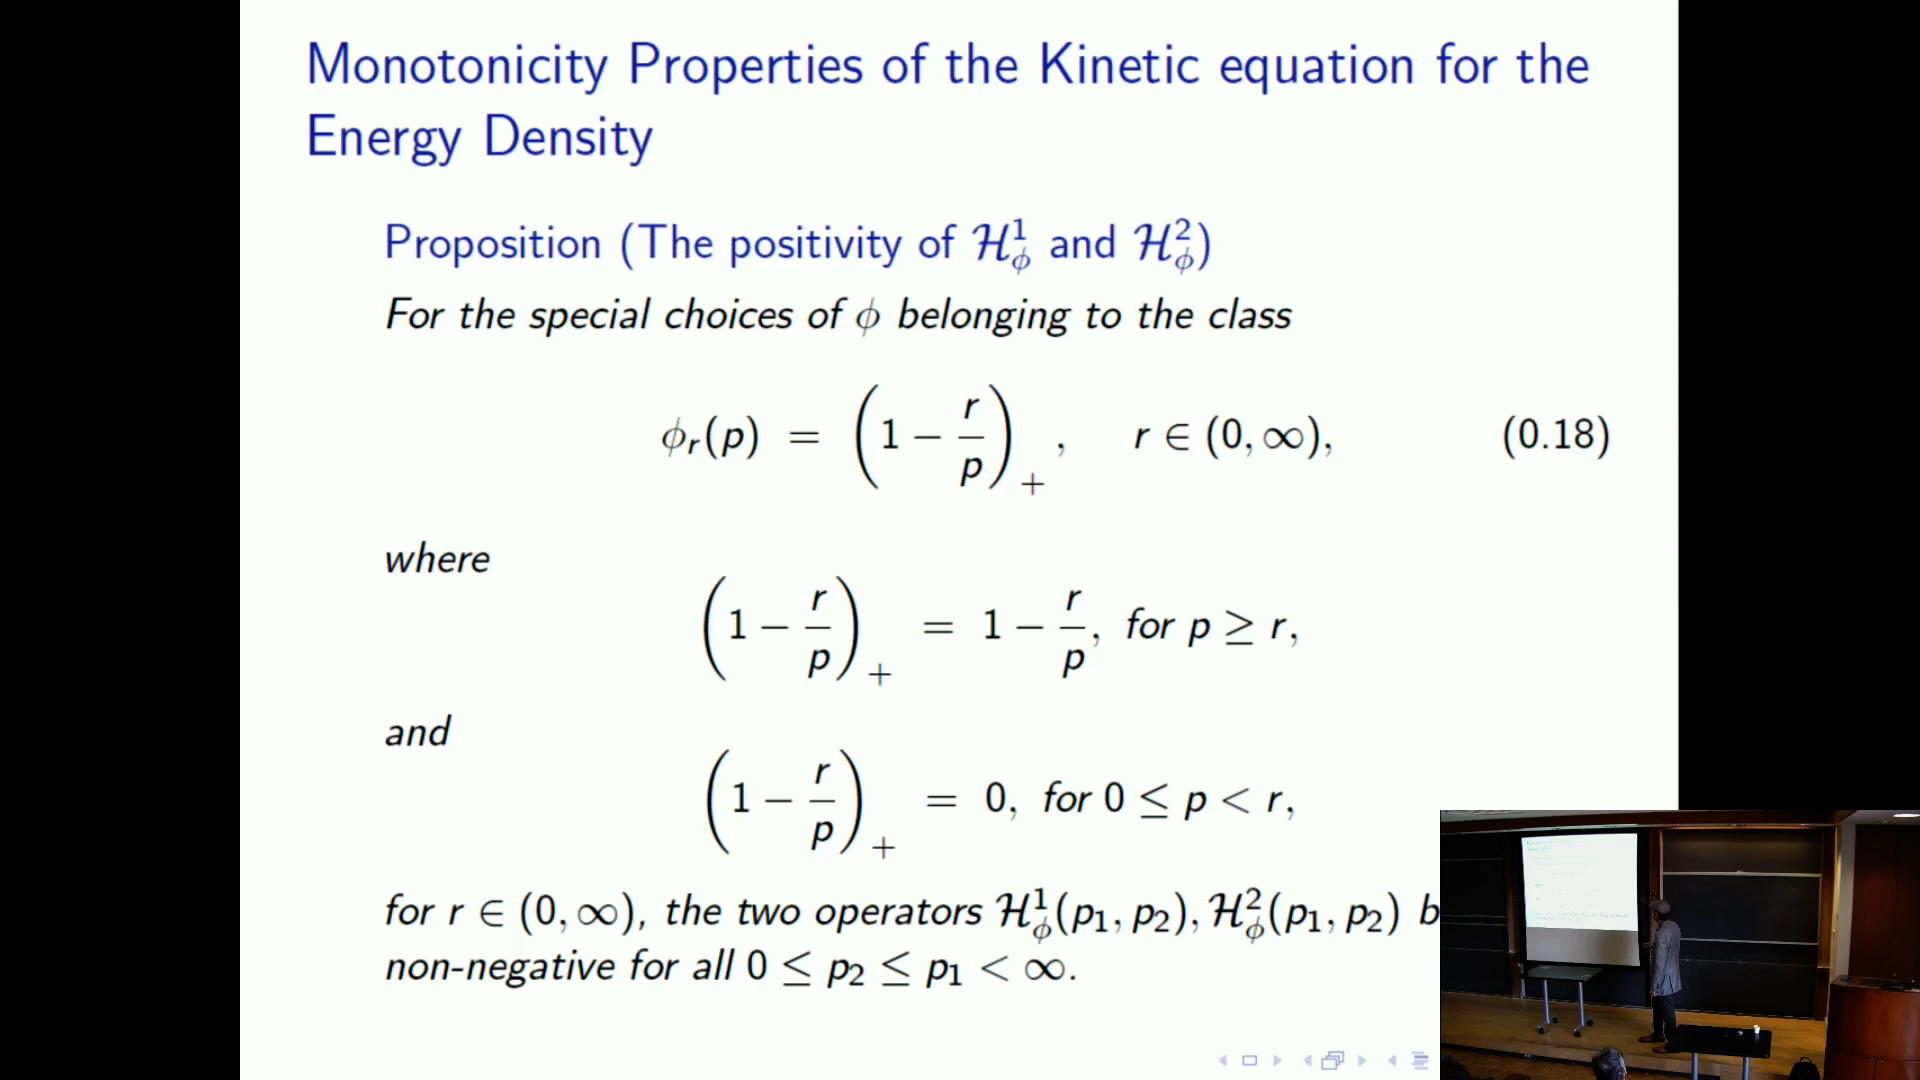 Monotonicity Properties of the Kinetic equation for the
Energy Density
Proposition (The positivity of ℋ¹_ϕ and ℋ²_ϕ)
For the special choices of ϕ belonging to the class
ϕ_r(p) = (1 − r/p)_+ , r ∈ (0, ∞), (0.18)
where
(1 − r/p)_+ = 1 − r/p, for p ≥ r,
and
(1 − r/p)_+ = 0, for 0 ≤ p < r,
for r ∈ (0, ∞), the two operators ℋ¹_ϕ(p₁, p₂), ℋ²_ϕ(p₁, p₂) b
non-negative for all 0 ≤ p₂ ≤ p₁ < ∞.